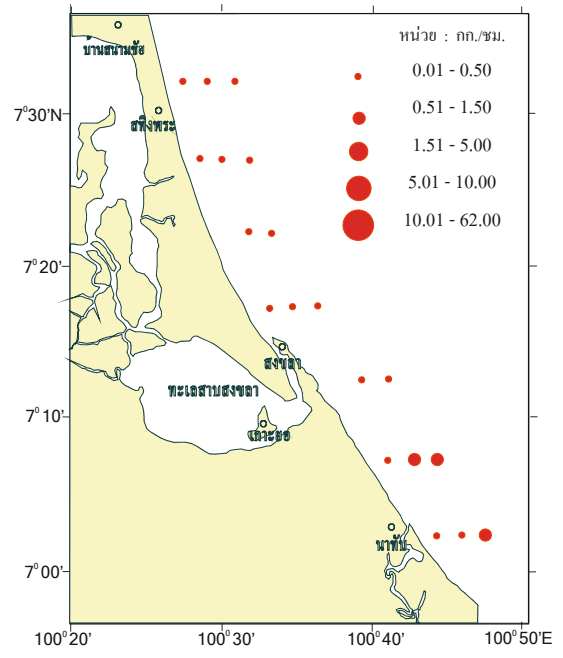 บ้านสนามชัย
หน่วย : กก./ชม.
0.01 - 0.50
7°30'N
สทิงพระ
0.51 - 1.50
1.51 - 5.00
5.01 - 10.00
10.01 - 62.00
7°20'
สงขลา
ทะเลสาบสงขลา
7°10'
เกาะยอ
นาทับ
7°00'
100°20'
100°30'
100°40'
100°50'E